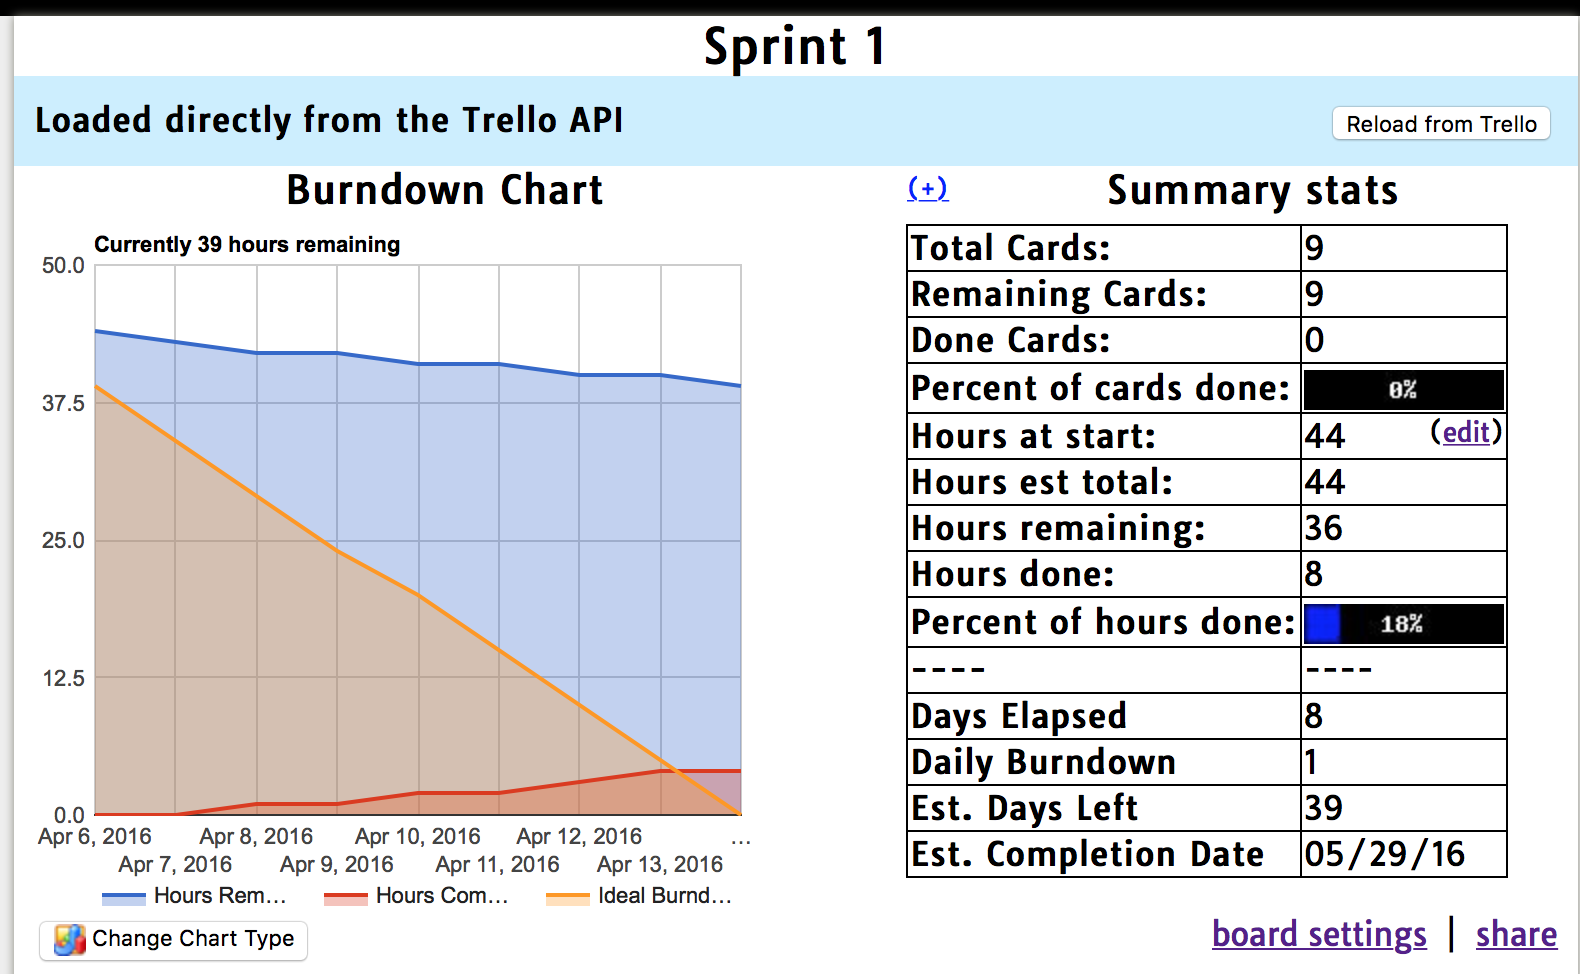 Sprint 1
Loaded directly from the Trello API
Reload from Trello
Burndown Chart
Currently 39 hours remaining
50.0
37.5
25.0
12.5
0.0
Apr 6, 2016
Apr 8, 2016
Apr 10, 2016
Apr 12, 2016
...
Apr 7, 2016
Apr 9, 2016
Apr 11, 2016
Apr 13, 2016
Hours Rem...
Hours Com...
Ideal Burnd...
Change Chart Type
(+)
Summary stats
Total Cards: 9
Remaining Cards: 9
Done Cards: 0
Percent of cards done: 0%
Hours at start: 44 (edit)
Hours est total: 44
Hours remaining: 36
Hours done: 8
Percent of hours done: 18%
---- ----
Days Elapsed 8
Daily Burndown 1
Est. Days Left 39
Est. Completion Date 05/29/16
board settings | share